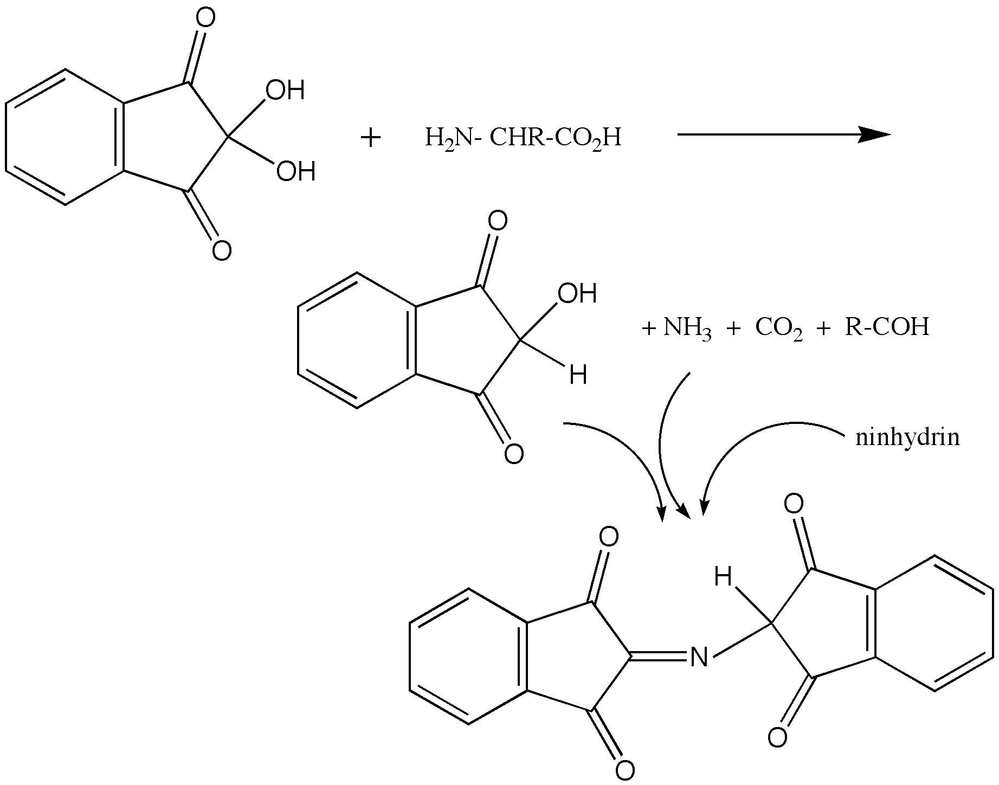 O
OH
+ H₂N- CHR-CO₂H
OH
O
O
OH
+ NH₃ + CO₂ + R-COH
H
ninhydrin
O
O
O
H
N
O
O